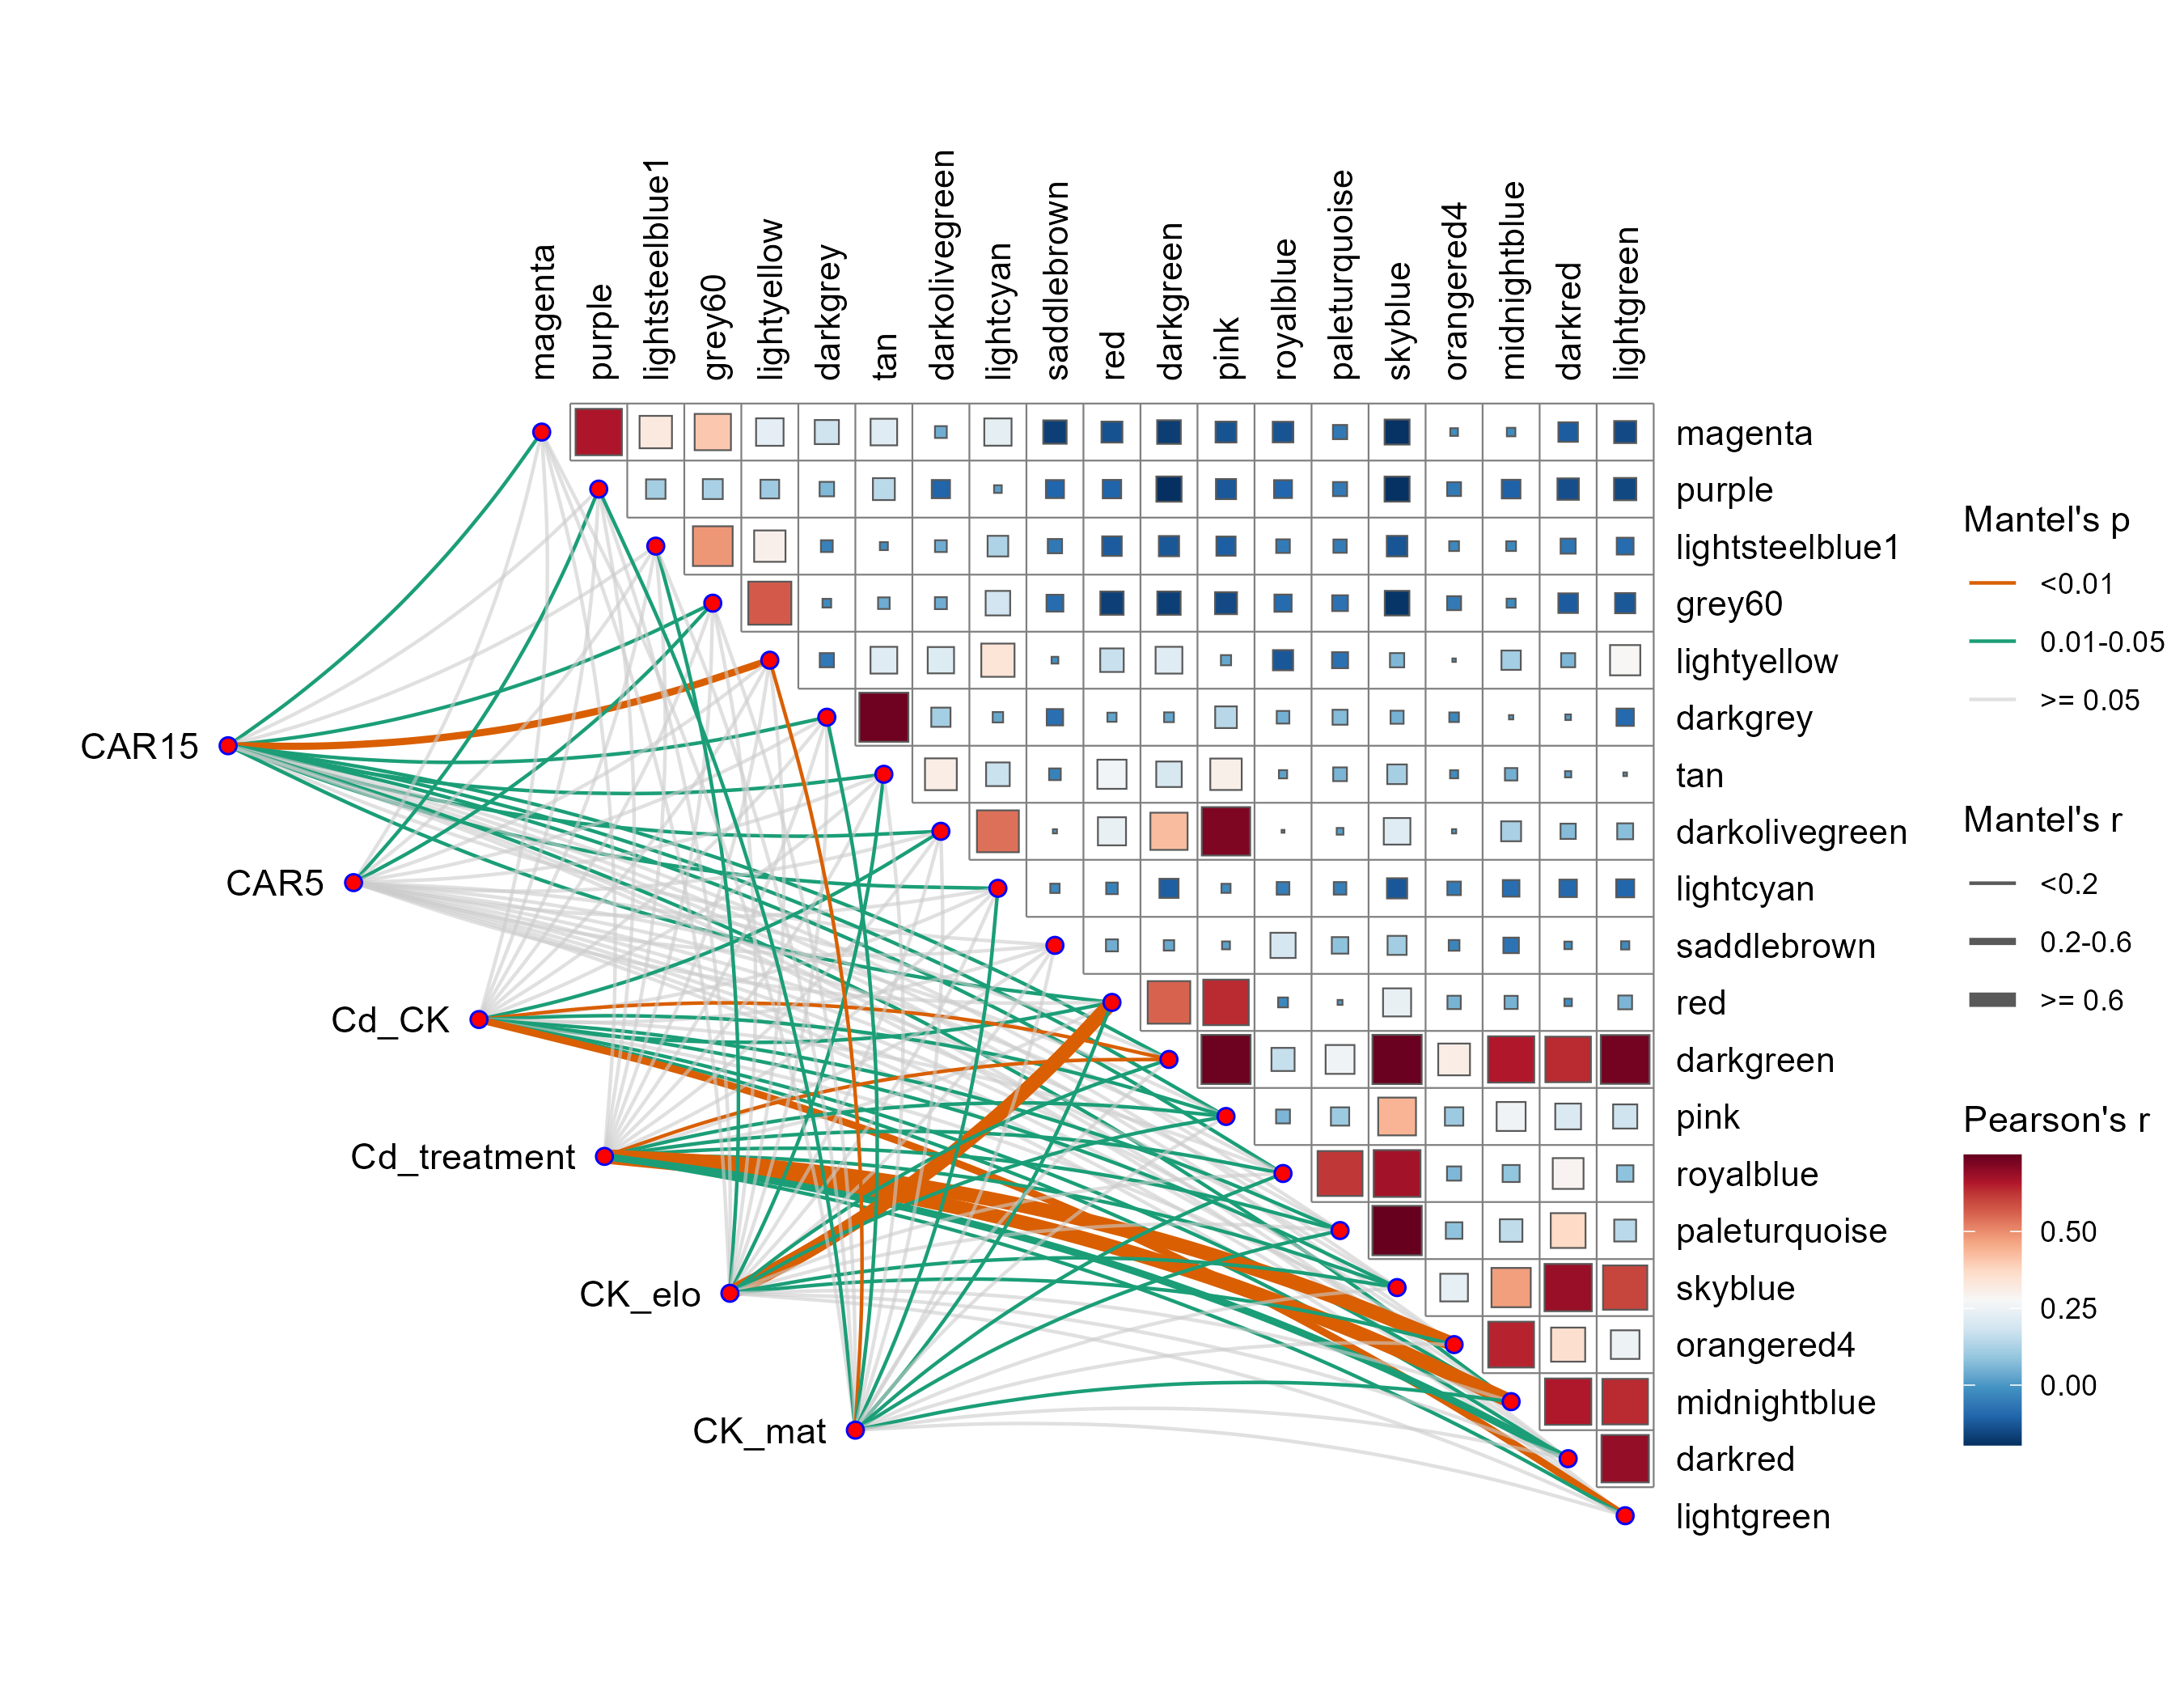 magenta
purple
lightsteelblue1
grey60
lightyellow
darkgrey
tan
darkolivegreen
lightcyan
saddlebrown
red
darkgreen
pink
royalblue
paleturquoise
skyblue
orangered4
midnightblue
darkred
lightgreen
magenta
purple
lightsteelblue1
grey60
lightyellow
darkgrey
tan
darkolivegreen
lightcyan
saddlebrown
red
darkgreen
pink
royalblue
paleturquoise
skyblue
orangered4
midnightblue
darkred
lightgreen
CAR15
CAR5
Cd_CK
Cd_treatment
CK_elo
CK_mat
Mantel's p
<0.01
0.01-0.05
>= 0.05
Mantel's r
<0.2
0.2-0.6
>= 0.6
Pearson's r
0.50
0.25
0.00